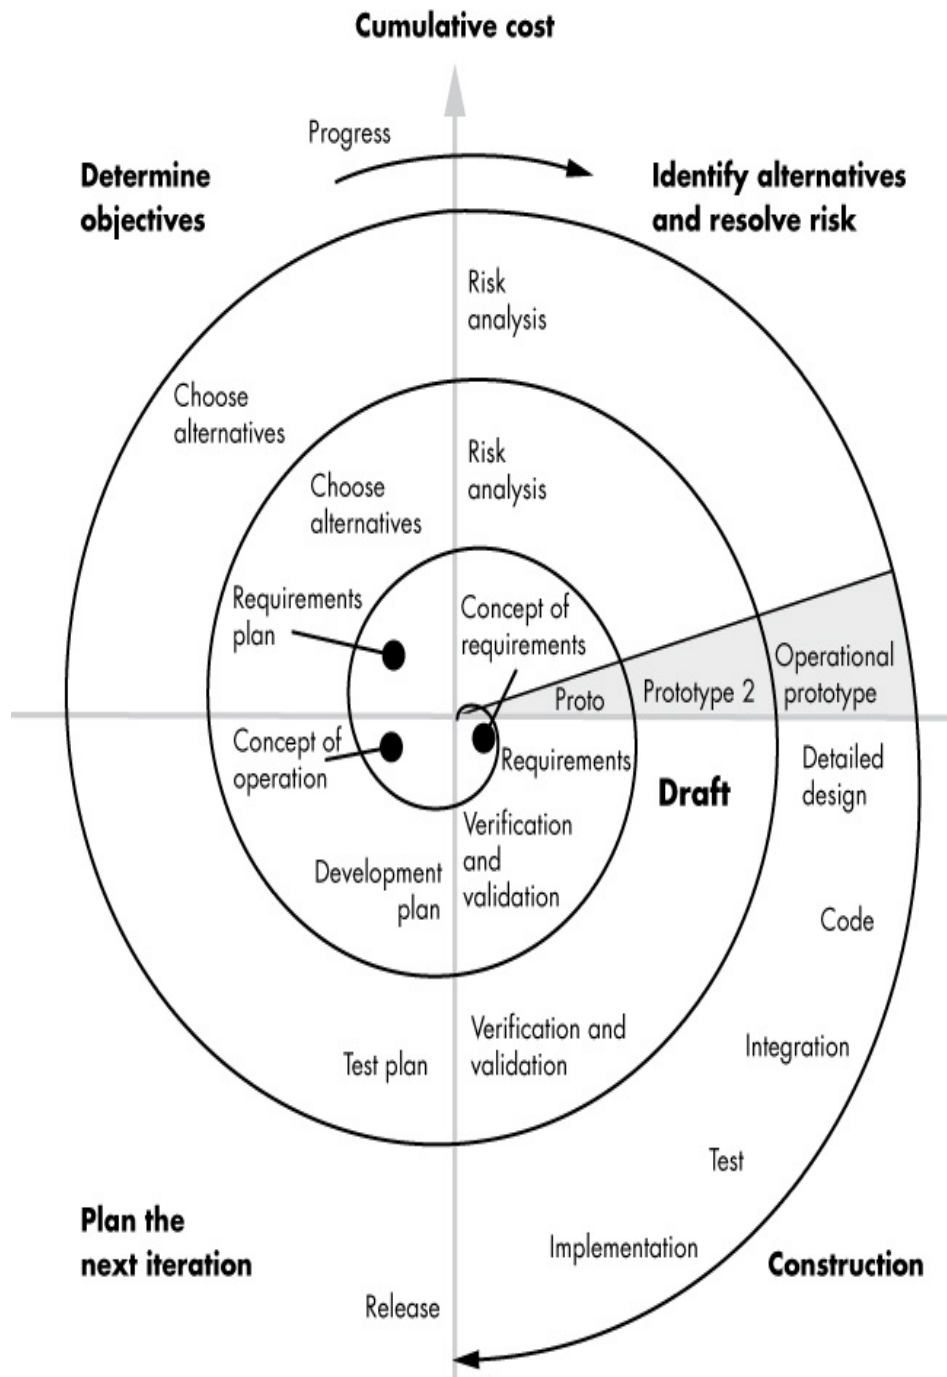 Cumulative cost
Progress
Determine
objectives
Identify alternatives
and resolve risk
Risk
analysis
Choose
alternatives
Risk
analysis
Choose
alternatives
Requirements
plan
Concept of
requirements
Proto
Prototype 2
Operational
prototype
Concept of
operation
Requirements
Draft
Detailed
design
Verification
and
validation
Development
plan
Code
Verification and
validation
Test plan
Integration
Test
Plan the
next iteration
Implementation
Construction
Release